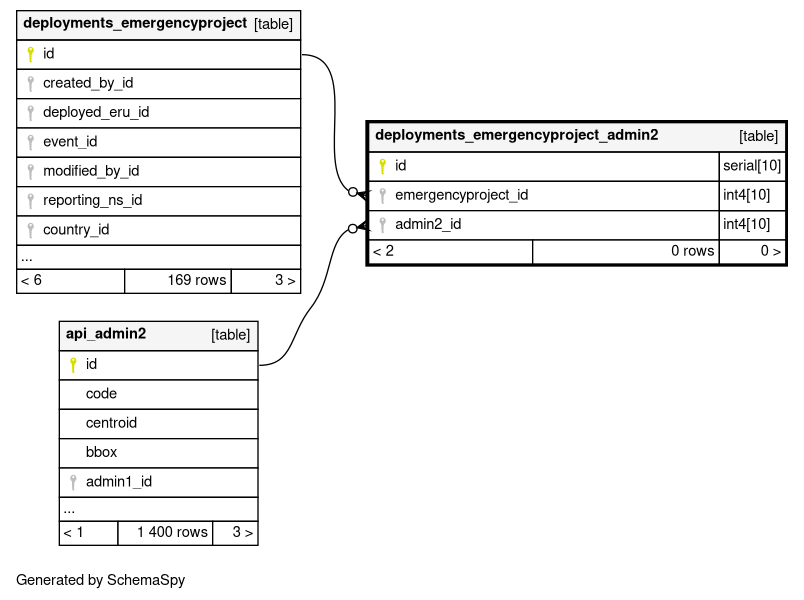 deployments_emergencyproject [table]
id
created_by_id
deployed_eru_id
event_id
modified_by_id
reporting_ns_id
country_id
...
< 6 169 rows 3 >
deployments_emergencyproject_admin2 [table]
id serial[10]
emergencyproject_id int4[10]
admin2_id int4[10]
< 2 0 rows 0 >
api_admin2 [table]
id
code
centroid
bbox
admin1_id
...
< 1 1 400 rows 3 >
Generated by SchemaSpy